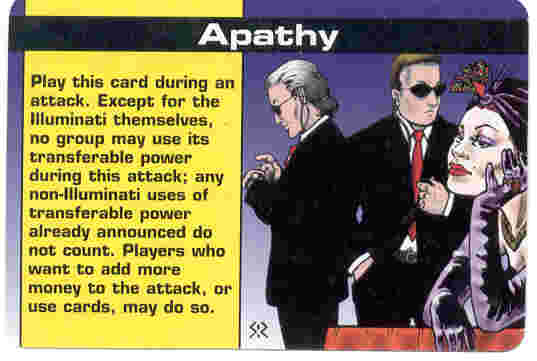 Apathy
Play this card during an
attack. Except for the
Illuminati themselves,
no group may use its
transferable power
during this attack; any
non-Illuminati uses of
transferable power
already announced do
not count. Players who
want to add more
money to the attack, or
use cards, may do so.